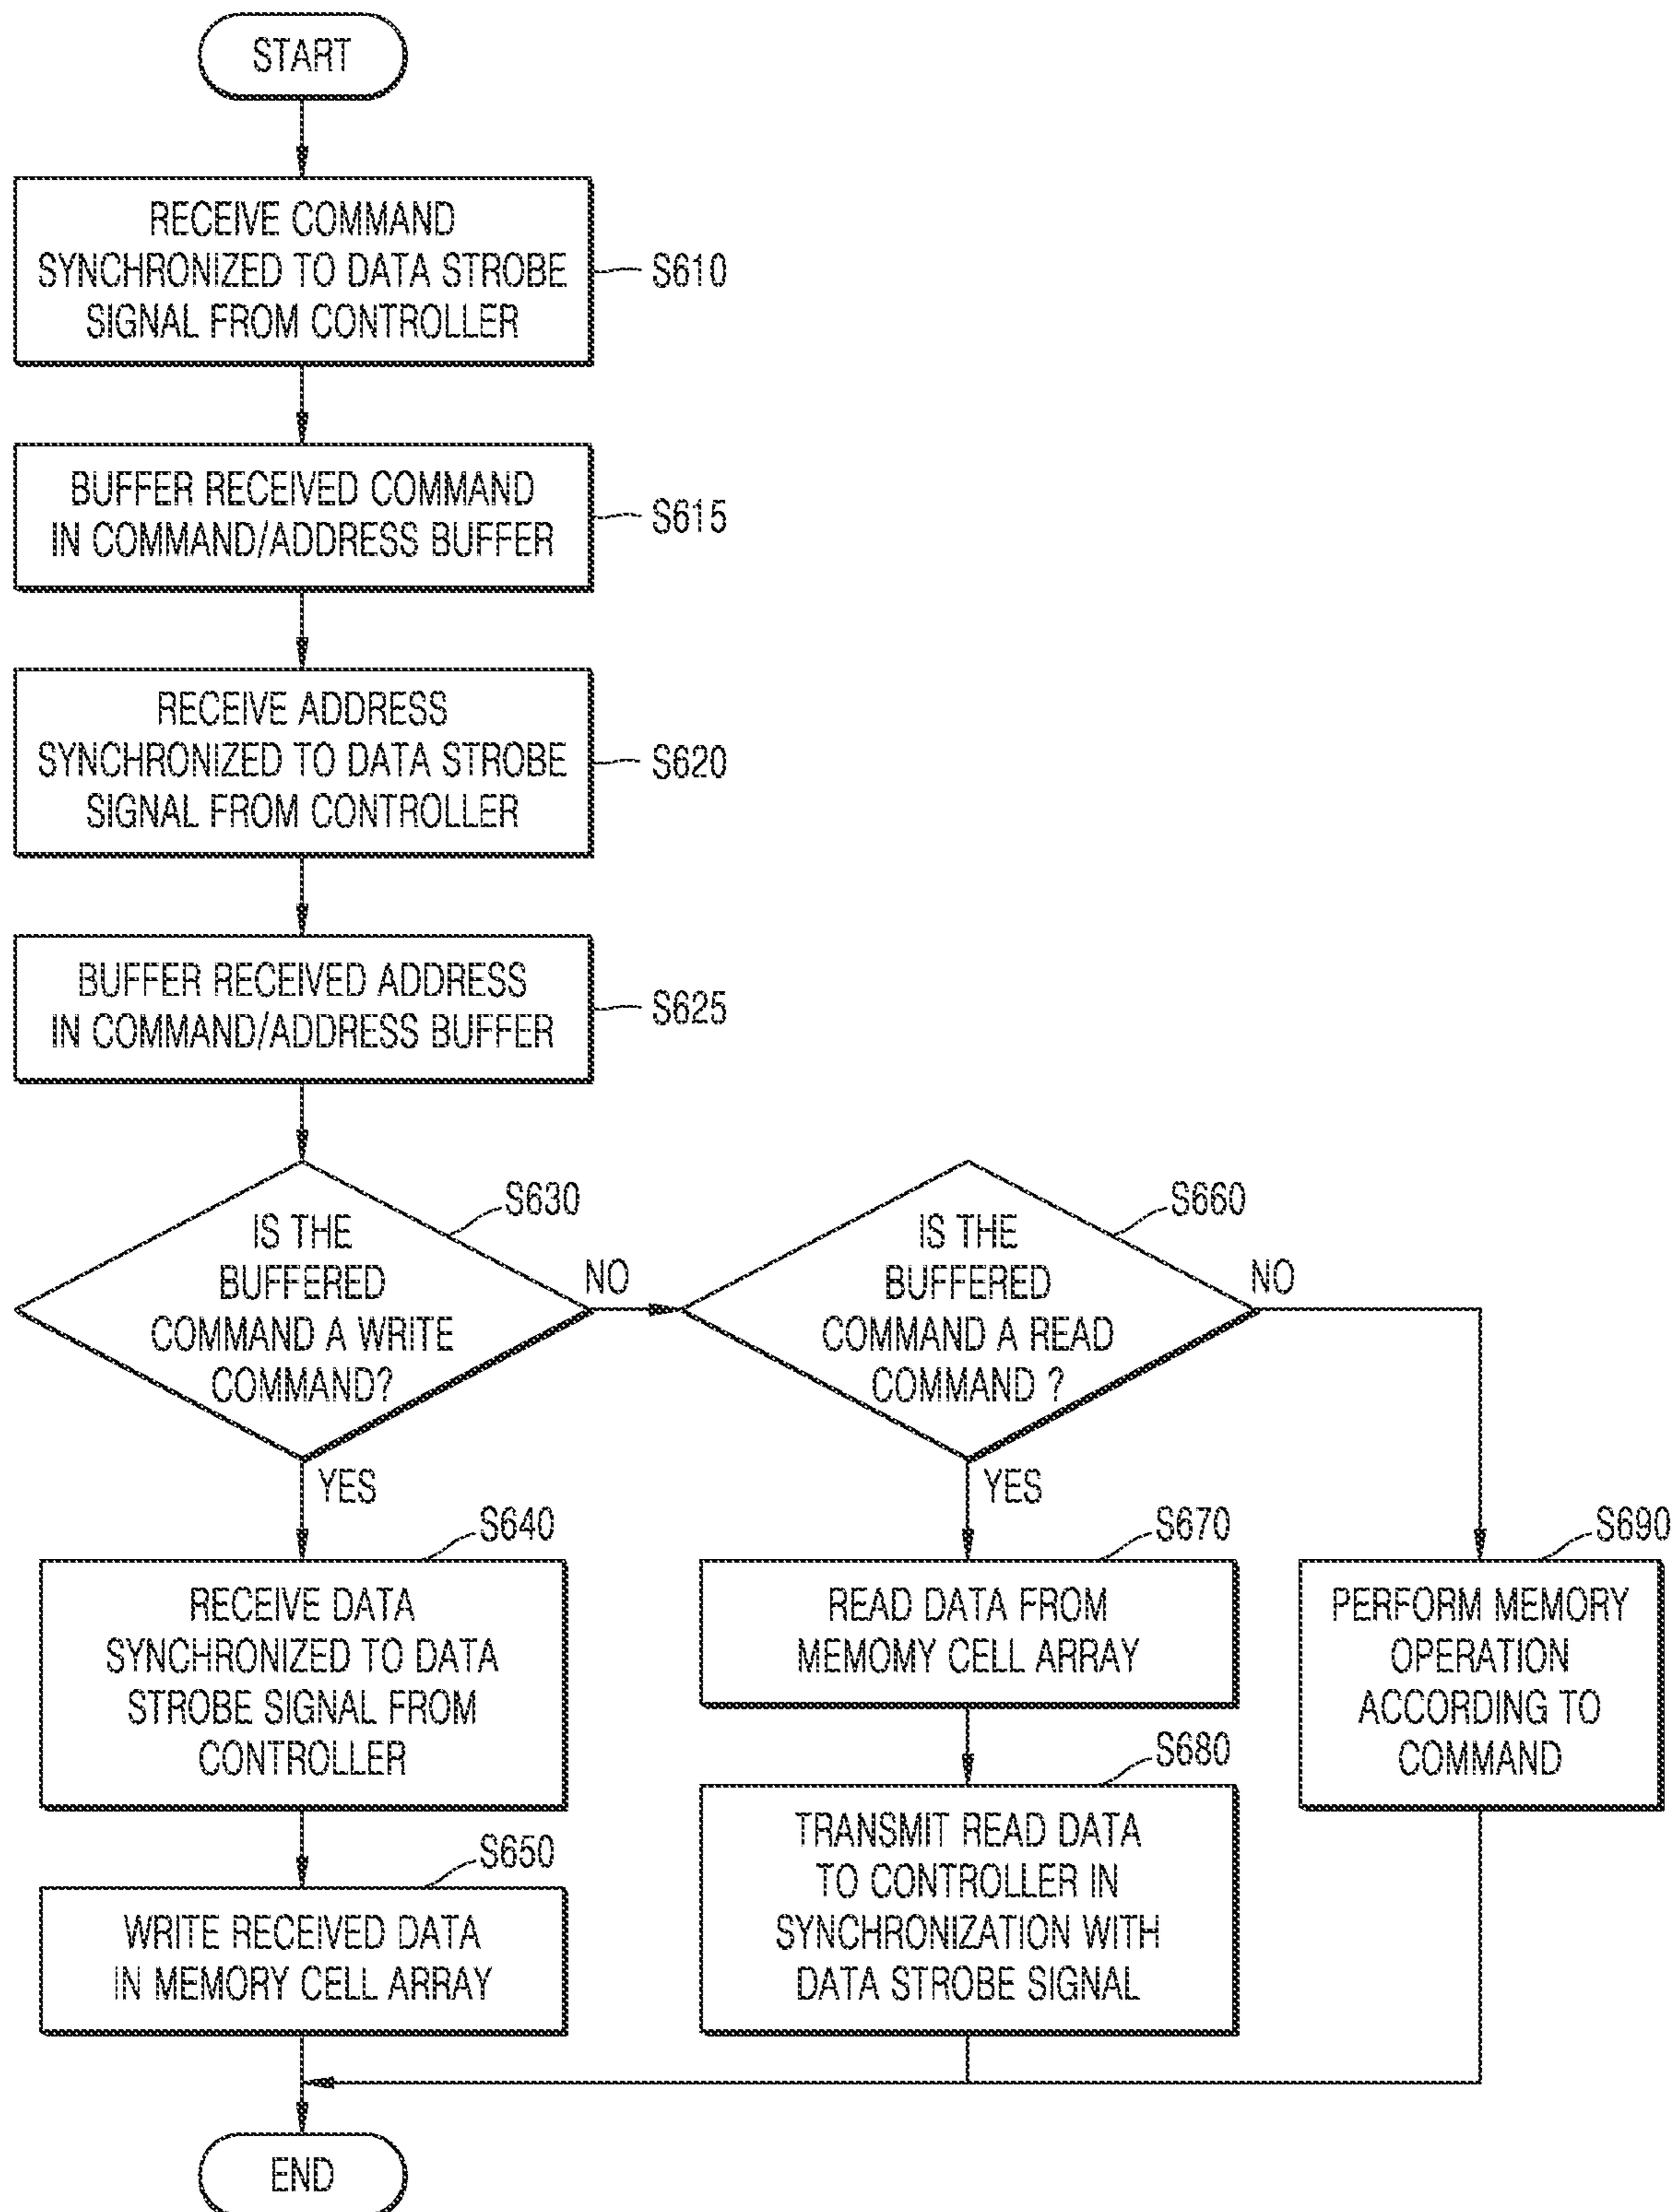 START
RECEIVE COMMAND
SYNCHRONIZED TO DATA STROBE
SIGNAL FROM CONTROLLER
S610
BUFFER RECEIVED COMMAND
IN COMMAND/ADDRESS BUFFER
S615
RECEIVE ADDRESS
SYNCHRONIZED TO DATA STROBE
SIGNAL FROM CONTROLLER
S620
BUFFER RECEIVED ADDRESS
IN COMMAND/ADDRESS BUFFER
S625
S630
IS THE
BUFFERED
COMMAND A WRITE
COMMAND?
NO
YES
S660
IS THE
BUFFERED
COMMAND A READ
COMMAND ?
NO
YES
S640
RECEIVE DATA
SYNCHRONIZED TO DATA
STROBE SIGNAL FROM
CONTROLLER
S650
WRITE RECEIVED DATA
IN MEMORY CELL ARRAY
S670
READ DATA FROM
MEMOMY CELL ARRAY
S680
TRANSMIT READ DATA
TO CONTROLLER IN
SYNCHRONIZATION WITH
DATA STROBE SIGNAL
S690
PERFORM MEMORY
OPERATION
ACCORDING TO
COMMAND
END